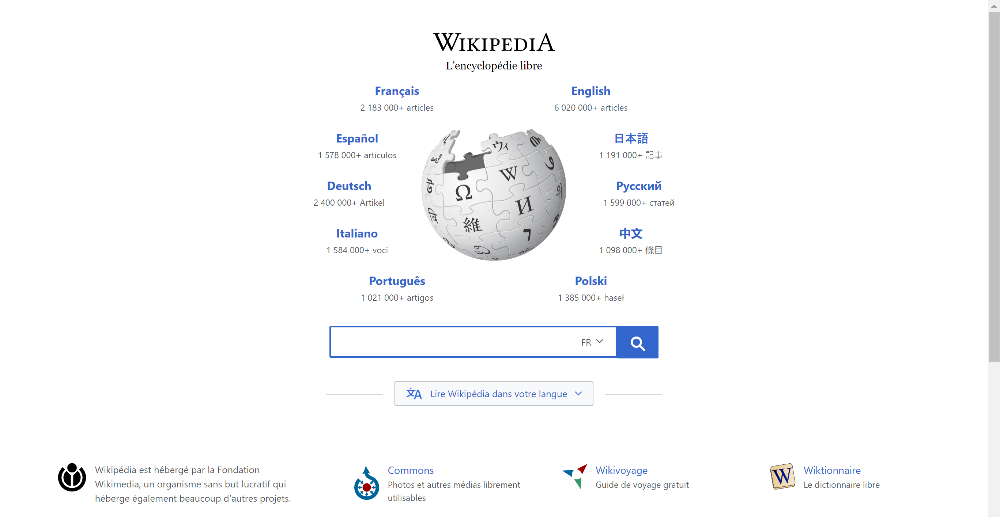 WIKIPEDIA
L’encyclopédie libre
Français
2 183 000+ articles
English
6 020 000+ articles
Español
1 578 000+ artículos
日本語
1 191 000+ 記事
Deutsch
2 400 000+ Artikel
Русский
1 599 000+ статей
Italiano
1 584 000+ voci
中文
1 098 000+ 條目
Português
1 021 000+ artigos
Polski
1 385 000+ haseł
Ω
W
И
維
ウィ
FR
文A Lire Wikipédia dans votre langue
Wikipédia est hébergé par la Fondation
Wikimedia, un organisme sans but lucratif qui
héberge également beaucoup d’autres projets.
Commons
Photos et autres médias librement
utilisables
Wikivoyage
Guide de voyage gratuit
W
Wiktionnaire
Le dictionnaire libre